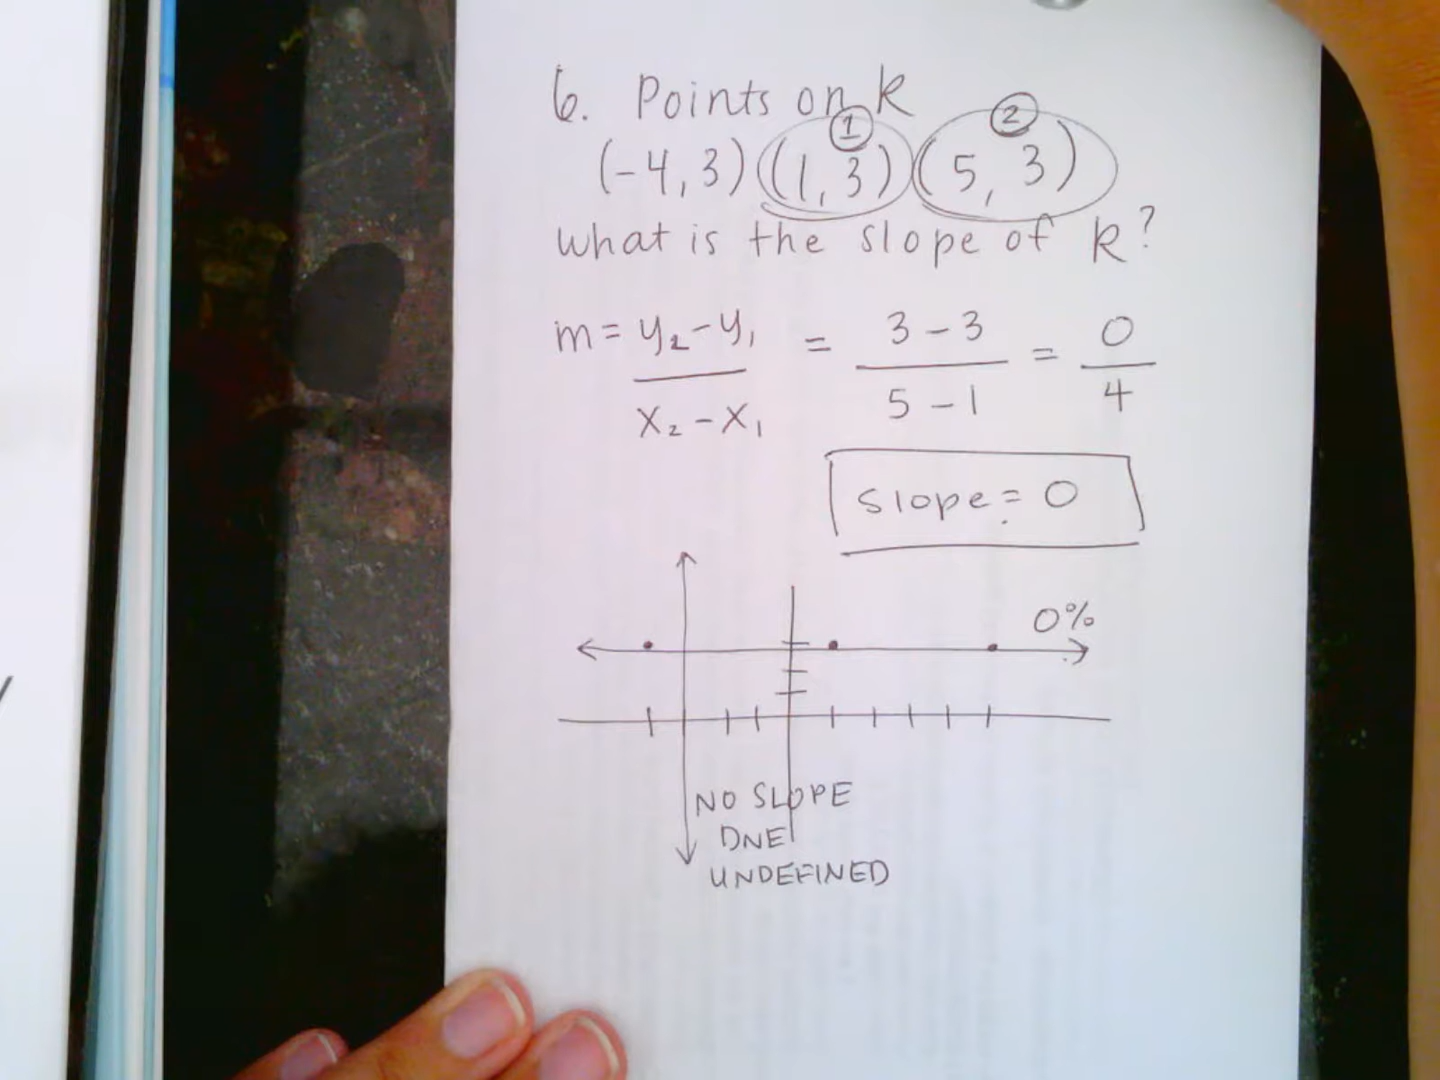 6. Points on k
① ②
(-4,3) (1,3) (5,3)
what is the slope of k?
m = y₂-y₁ / x₂-x₁ = 3-3 / 5-1 = 0 / 4
slope = 0
0%
NO SLOPE
DNE
UNDEFINED